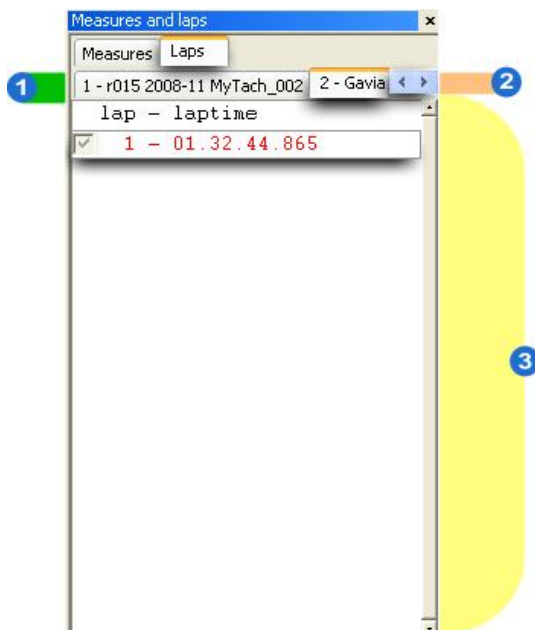 Measures and laps
Measures Laps
1 1 - r015 2008-11 MyTach_002 2 - Gavia 2
lap - laptime
1 - 01.32.44.865
3